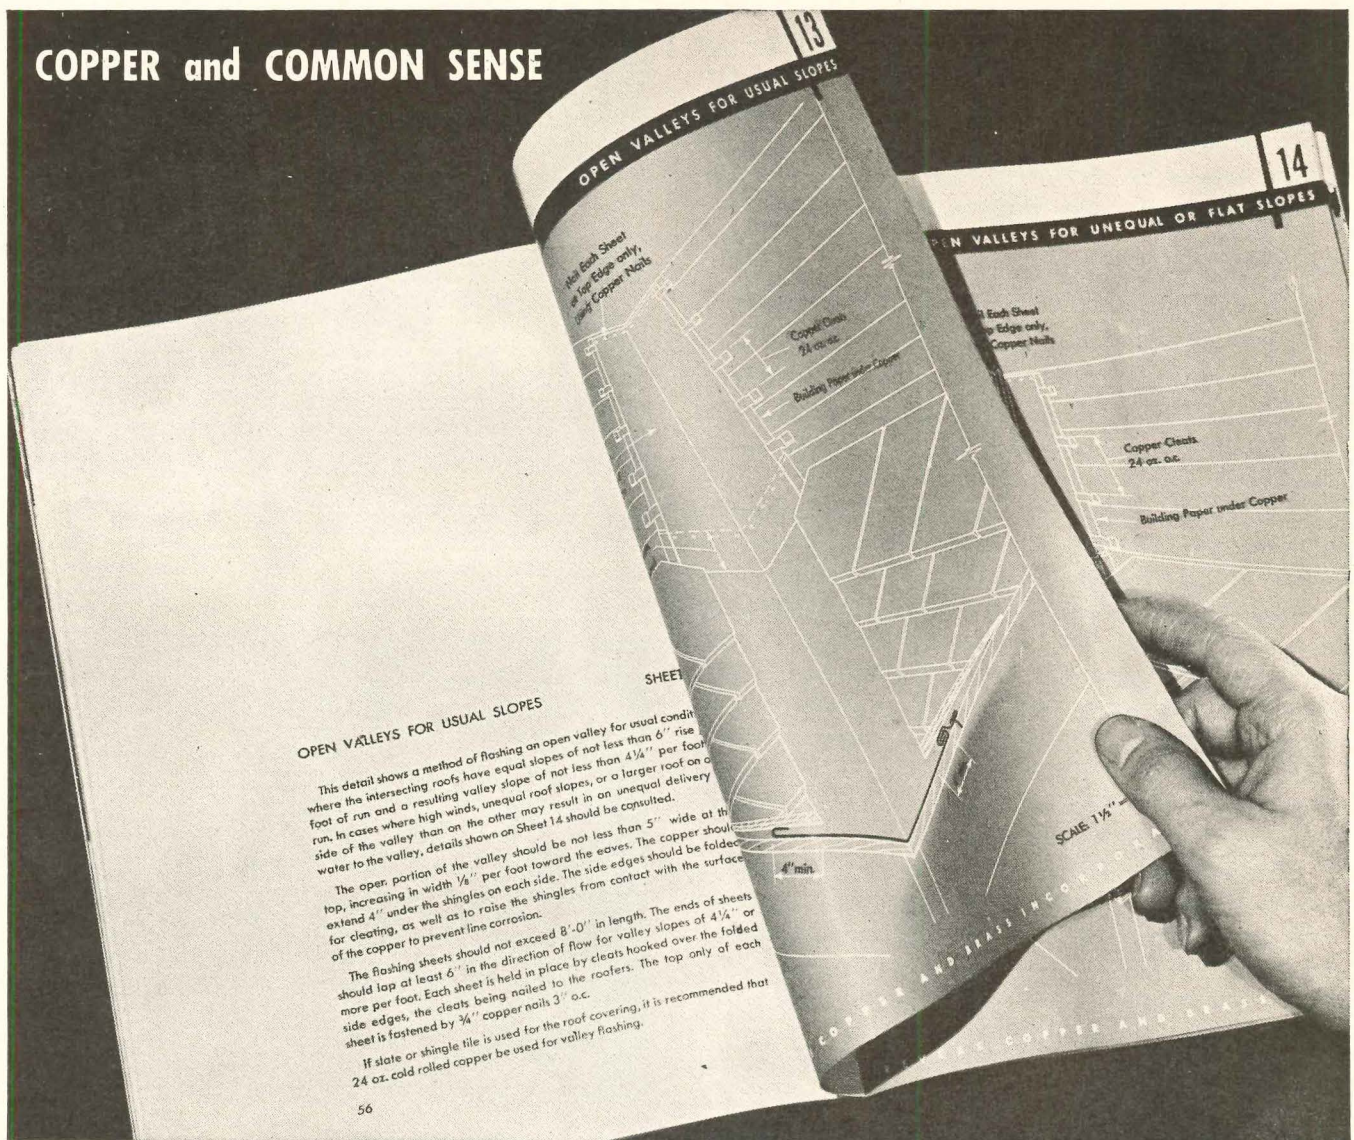 COPPER and COMMON SENSE
13
OPEN VALLEYS FOR USUAL SLOPES
Nail Each Sheet
at Top Edge only,
using Copper Nails
Copper Cleats
24 oz. o.c.
Building Paper under Copper
4"min.
SCALE: 1½"
COPPER AND BRASS INCORPOR
14
EN VALLEYS FOR UNEQUAL OR FLAT SLOPES
il Each Sheet
p Edge only,
Copper Nails
Copper Cleats
24 oz. o.c.
Building Paper under Copper
COPPER AND BRA
SHEET
OPEN VALLEYS FOR USUAL SLOPES
This detail shows a method of flashing an open valley for usual condit
where the intersecting roofs have equal slopes of not less than 6" rise
foot of run and a resulting valley slope of not less than 4¼" per foot
run. In cases where high winds, unequal roof slopes, or a larger roof on o
side of the valley than on the other may result in an unequal delivery
water to the valley, details shown on Sheet 14 should be consulted.
The open portion of the valley should be not less than 5" wide at th
top, increasing in width ⅛" per foot toward the eaves. The copper shoul
extend 4" under the shingles on each side. The side edges should be folded
for cleating, as well as to raise the shingles from contact with the surface
of the copper to prevent line corrosion.
The flashing sheets should not exceed 8'-0" in length. The ends of sheets
should lap at least 6" in the direction of flow for valley slopes of 4¼" or
more per foot. Each sheet is held in place by cleats hooked over the folded
side edges, the cleats being nailed to the roofers. The top only of each
sheet is fastened by ¾" copper nails 3" o.c.
If slate or shingle tile is used for the roof covering, it is recommended that
24 oz. cold rolled copper be used for valley flashing.
56